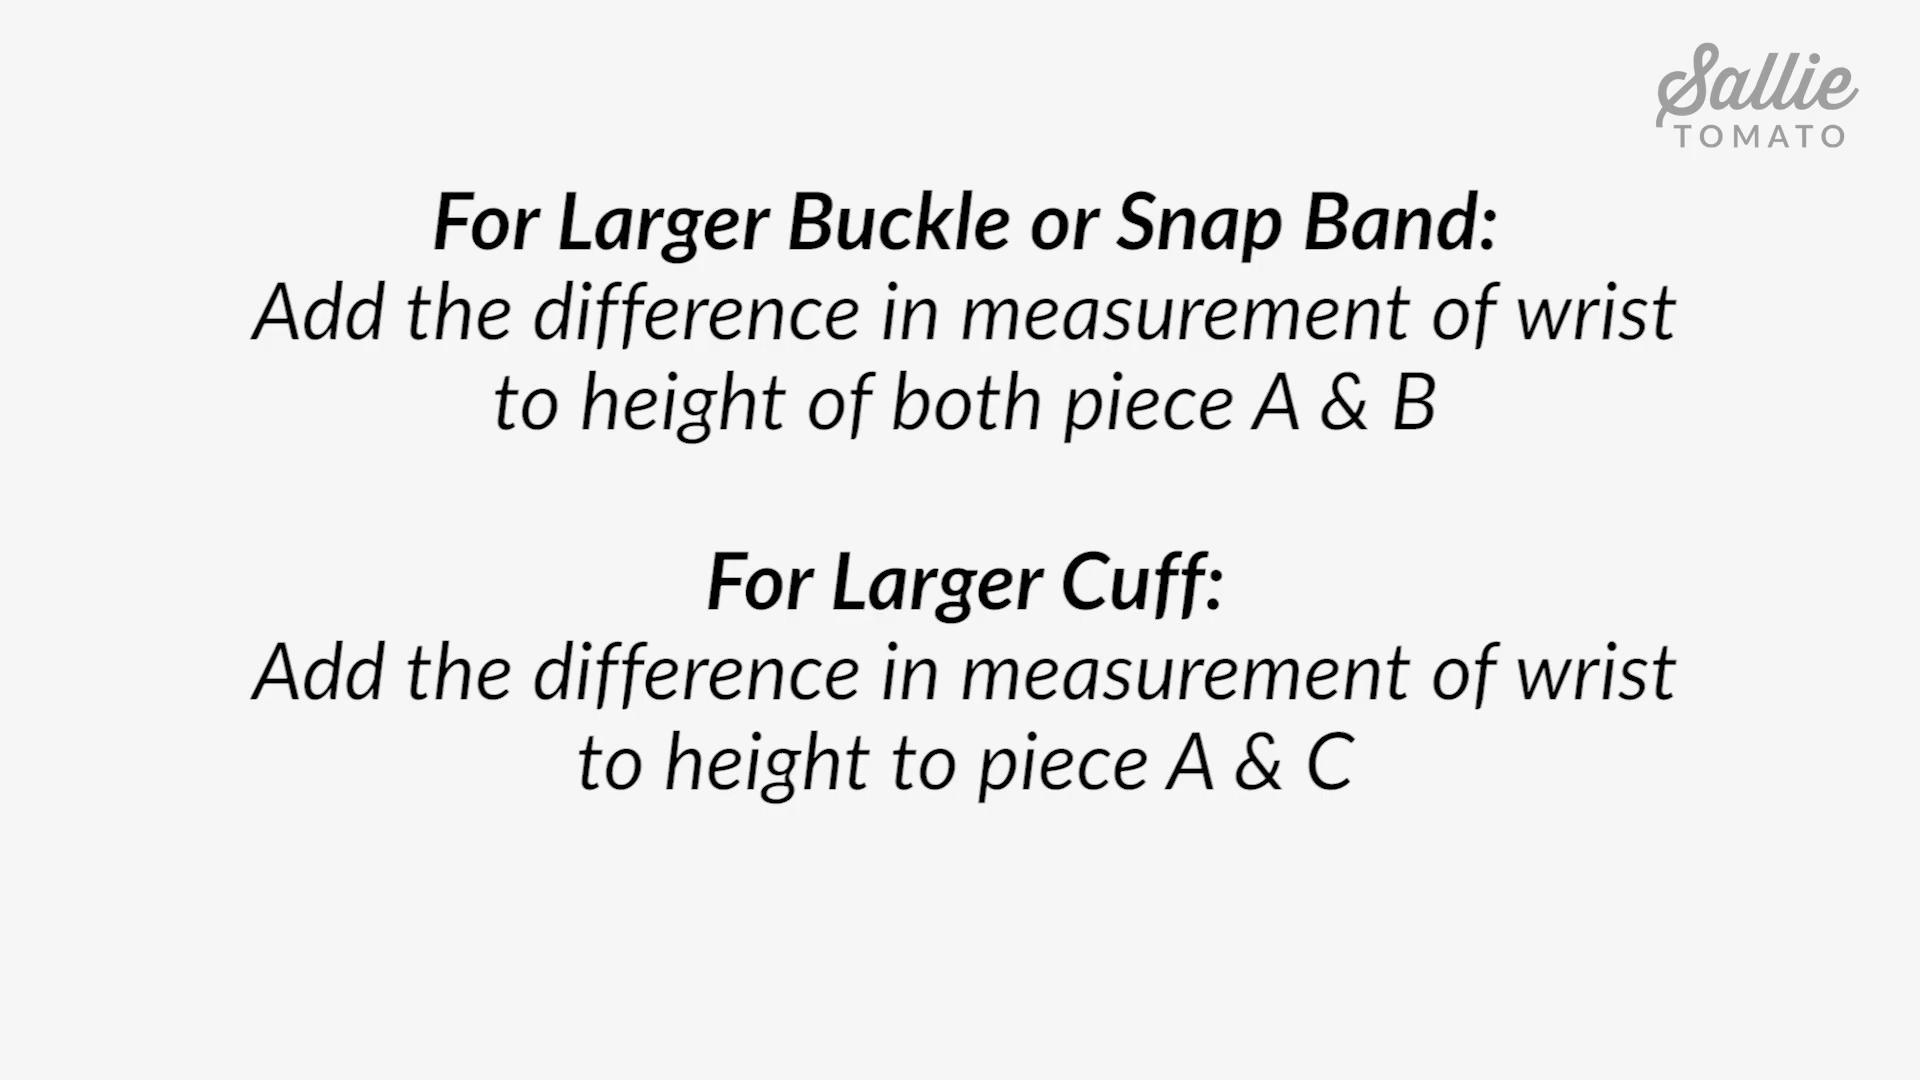 Sallie
TOMATO
For Larger Buckle or Snap Band:
Add the difference in measurement of wrist
to height of both piece A & B
For Larger Cuff:
Add the difference in measurement of wrist
to height to piece A & C